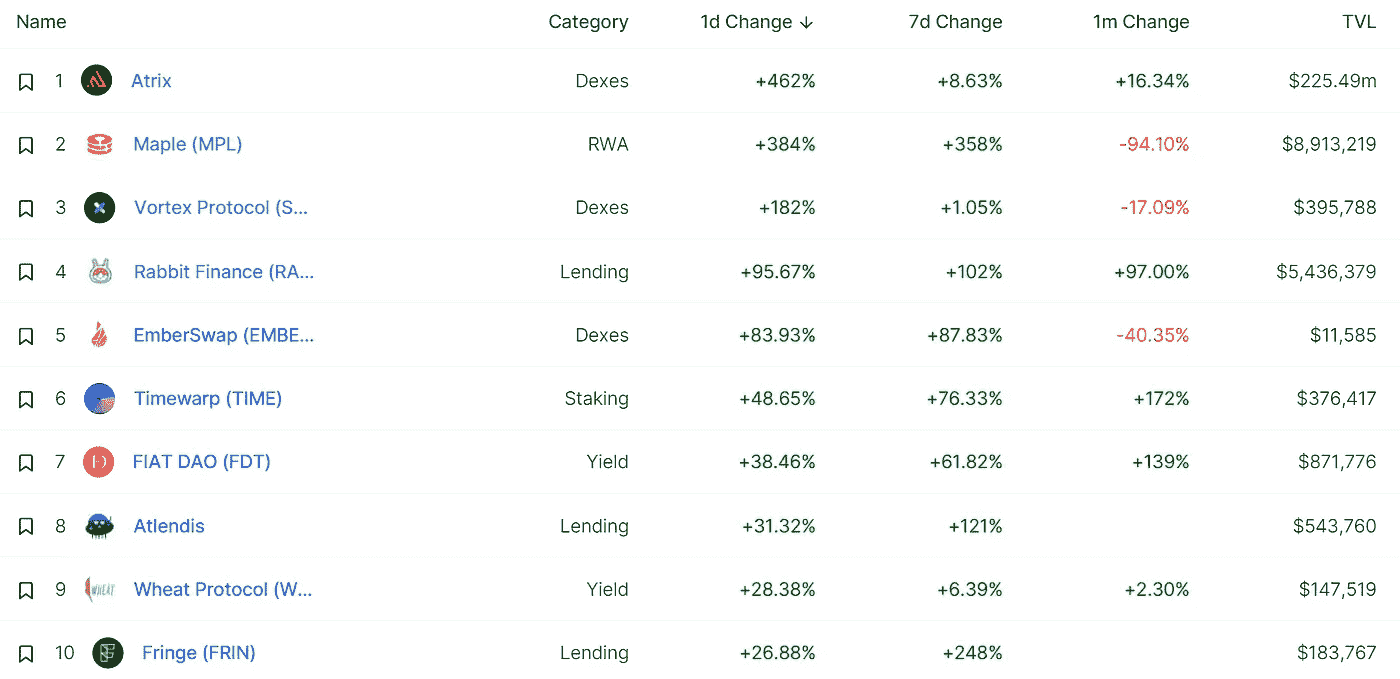 Name Category 1d Change ↓ 7d Change 1m Change TVL
1 Atrix Dexes +462% +8.63% +16.34% $225.49m
2 Maple (MPL) RWA +384% +358% -94.10% $8,913,219
3 Vortex Protocol (S... Dexes +182% +1.05% -17.09% $395,788
4 Rabbit Finance (RA... Lending +95.67% +102% +97.00% $5,436,379
5 EmberSwap (EMBE... Dexes +83.93% +87.83% -40.35% $11,585
6 Timewarp (TIME) Staking +48.65% +76.33% +172% $376,417
7 FIAT DAO (FDT) Yield +38.46% +61.82% +139% $871,776
8 Atlendis Lending +31.32% +121% $543,760
9 WHEAT Wheat Protocol (W... Yield +28.38% +6.39% +2.30% $147,519
10 Fringe (FRIN) Lending +26.88% +248% $183,767